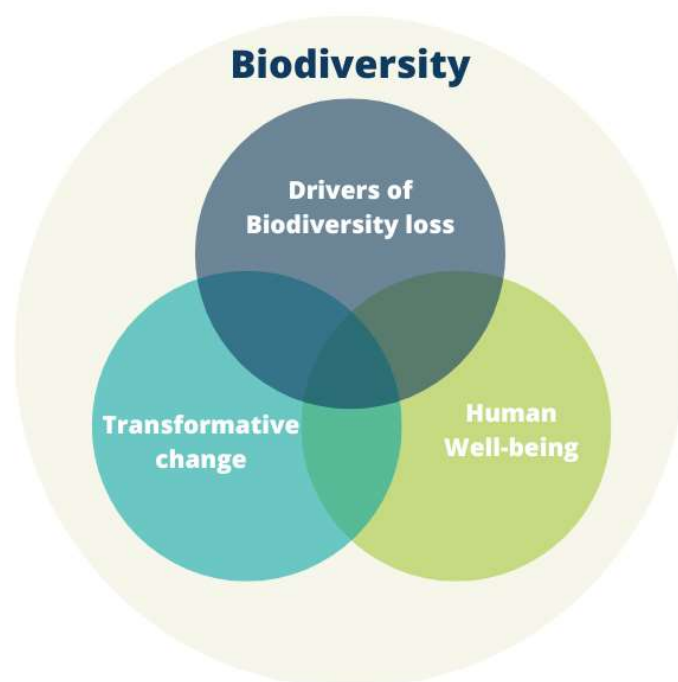 Biodiversity
Drivers of
Biodiversity loss
Transformative
change
Human
Well-being